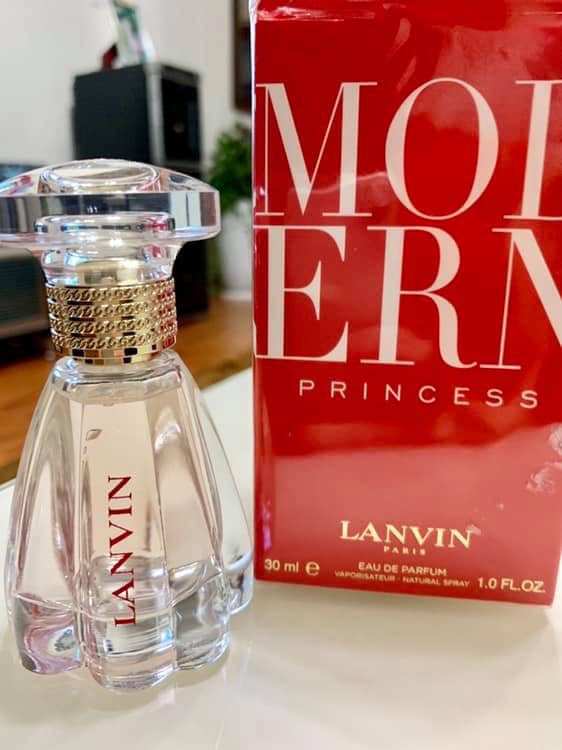 LANVIN
MOD
ERN
PRINCESS
LANVIN
PARIS
30 ml e EAU DE PARFUM
VAPORISATEUR · NATURAL SPRAY 1.0 FL.OZ.